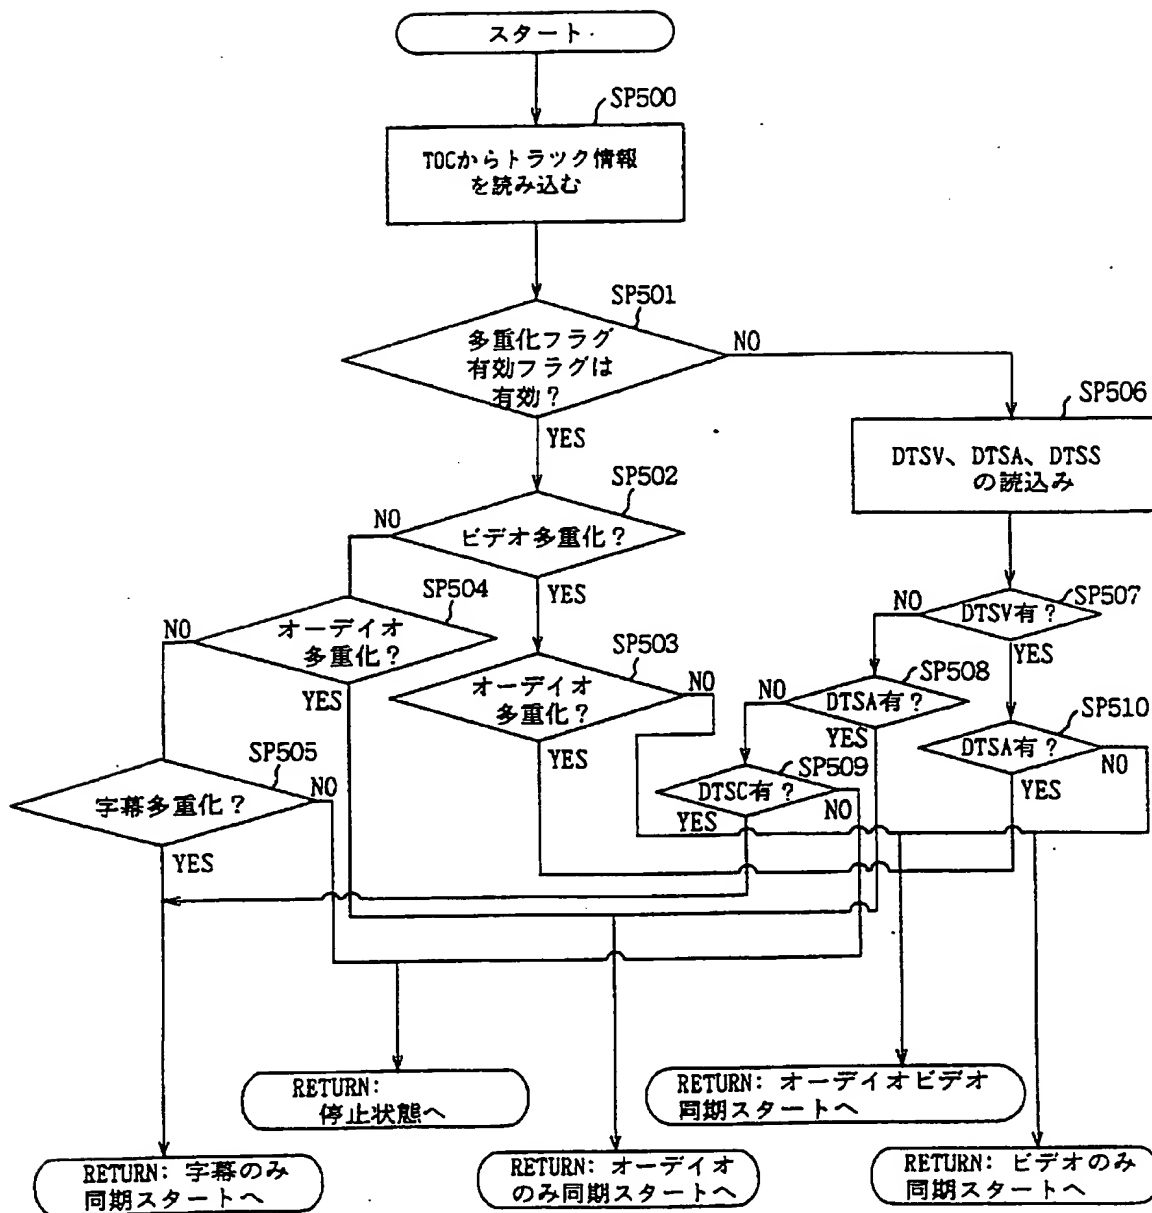 スタート
SP500
TOCからトラツク情報
を読み込む
SP501
多重化フラグ
有効フラグは
有効？
NO
YES
SP506
DTSV、DTSA、DTSS
の読込み
SP502
ビデオ多重化？
NO
YES
SP507
DTSV有？
NO
YES
SP504
オーデイオ
多重化？
NO
YES
SP503
オーデイオ
多重化？
NO
YES
SP508
DTSA有？
NO
YES
SP510
DTSA有？
NO
YES
SP505
字幕多重化？
NO
YES
SP509
DTSC有？
YES
NO
RETURN:
停止状態へ
RETURN: オーデイオビデオ
同期スタートへ
RETURN: 字幕のみ
同期スタートへ
RETURN: オーデイオ
のみ同期スタートへ
RETURN: ビデオのみ
同期スタートへ